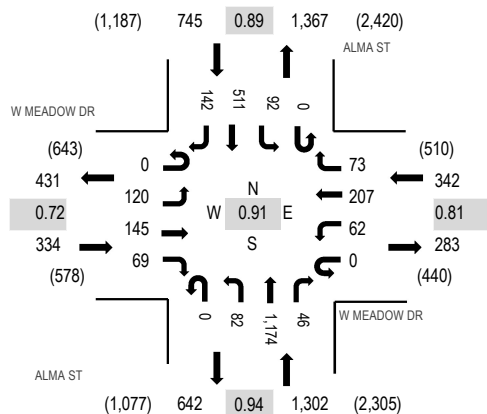 (1,187) 745 0.89 1,367 (2,420)
ALMA ST
W MEADOW DR
142 511 92 0
(643)
0
73
(510)
431
342
120
207
N
0.72
W 0.91 E
0.81
S
145
62
334
283
69
0
(578)
(440)
0 82 1,174 46
W MEADOW DR
ALMA ST
(1,077) 642 0.94 1,302 (2,305)